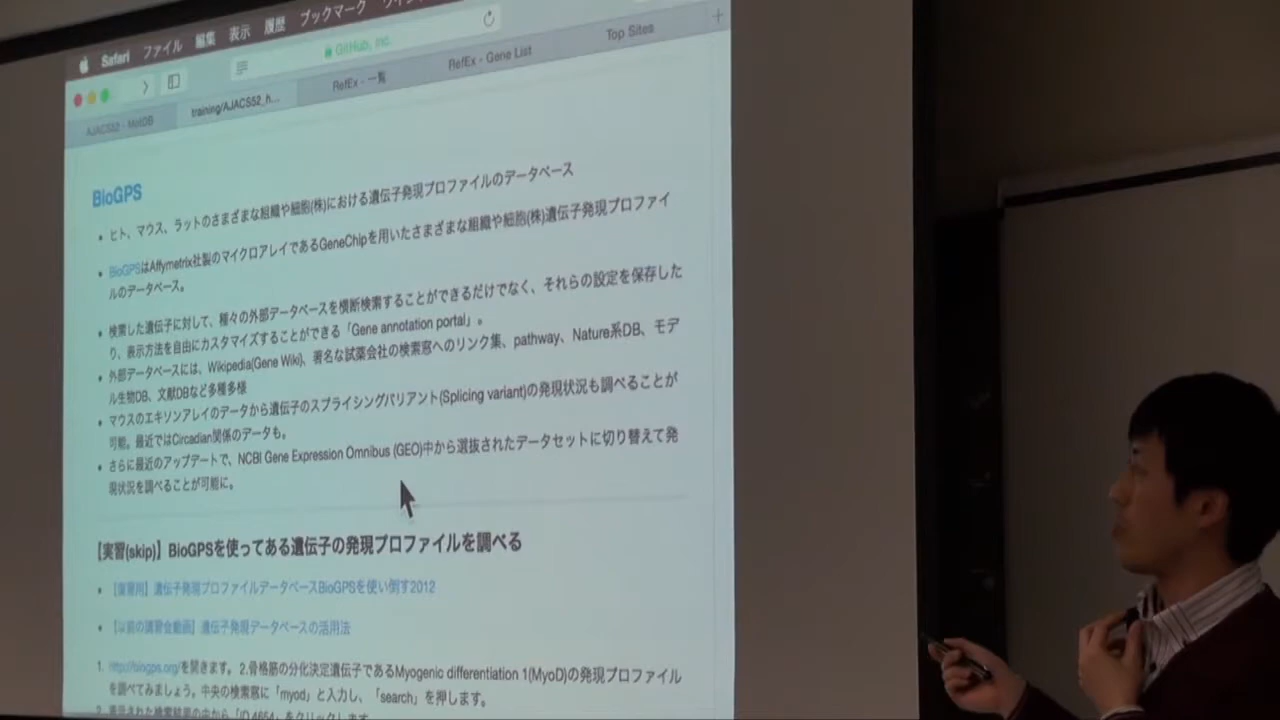 Safari ファイル 編集 表示 履歴 ブックマーク
GitHub, Inc.
AJACS52 - MotDB training/AJACS52_h... RefEx - 一覧 RefEx - Gene List Top Sites
BioGPS
ヒト、マウス、ラットのさまざまな組織や細胞(株)における遺伝子発現プロファイルのデータベース
BioGPSはAffymetrix社製のマイクロアレイであるGeneChipを用いたさまざまな組織や細胞(株)遺伝子発現プロファイ
ルのデータベース。
検索した遺伝子に対して、種々の外部データベースを横断検索することができるだけでなく、それらの設定を保存した
り、表示方法を自由にカスタマイズすることができる「Gene annotation portal」。
外部データベースには、Wikipedia(Gene Wiki)、著名な試薬会社の検索窓へのリンク集、pathway、Nature系DB、モデ
ル生物DB、文献DBなど多種多様
マウスのエキソンアレイのデータから遺伝子のスプライシングバリアント(Splicing variant)の発現状況も調べることが
可能。最近ではCircadian関係のデータも。
さらに最近のアップデートで、NCBI Gene Expression Omnibus (GEO)中から選抜されたデータセットに切り替えて発
現状況を調べることが可能に。
【実習(skip)】BioGPSを使ってある遺伝子の発現プロファイルを調べる
【復習用】遺伝子発現プロファイルデータベースBioGPSを使い倒す2012
【以前の講習会動画】遺伝子発現データベースの活用法
1. http://biogps.org/を開きます。 2.骨格筋の分化決定遺伝子であるMyogenic differentiation 1(MyoD)の発現プロファイル
を調べてみましょう。中央の検索窓に「myod」と入力し、「search」を押します。
2. 表示された検索結果の中から「ID 4654」をクリックします